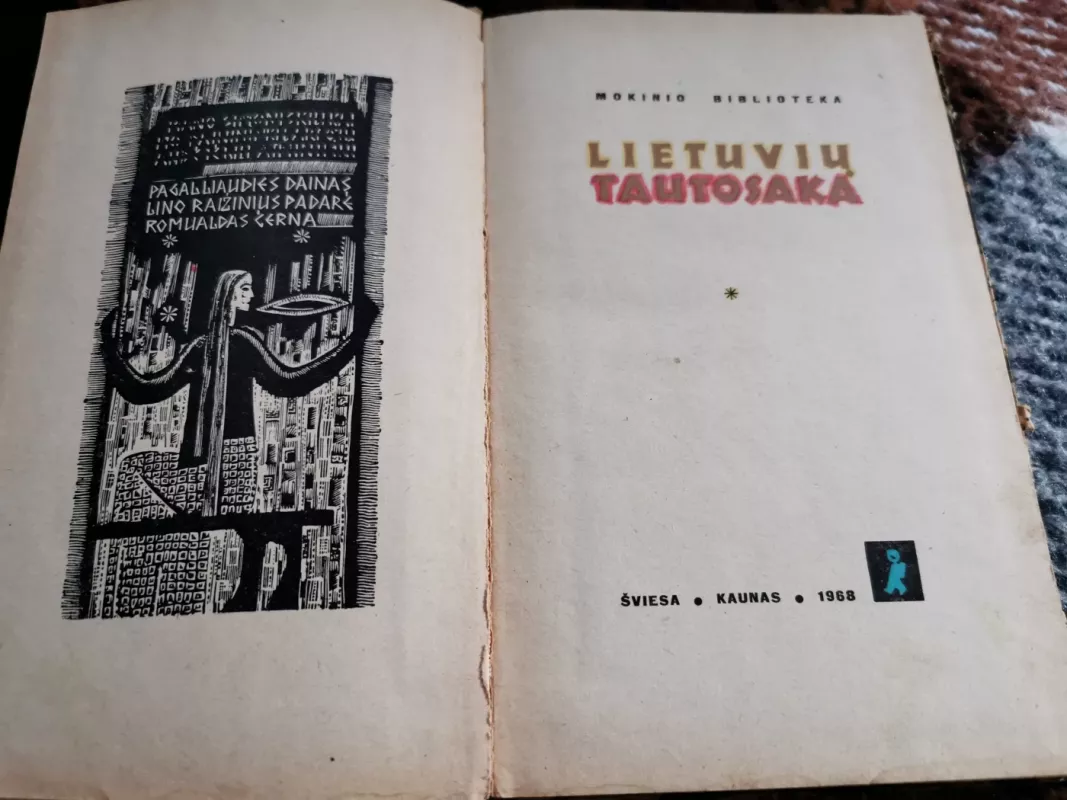 PAGAL LIAUDIES DAINAS
LINO RAIŽINIUS PADARĖ
ROMUALDAS ČERNA
MOKINIO BIBLIOTEKA
LIETUVIŲ
TAUTOSAKA
ŠVIESA • KAUNAS • 1968